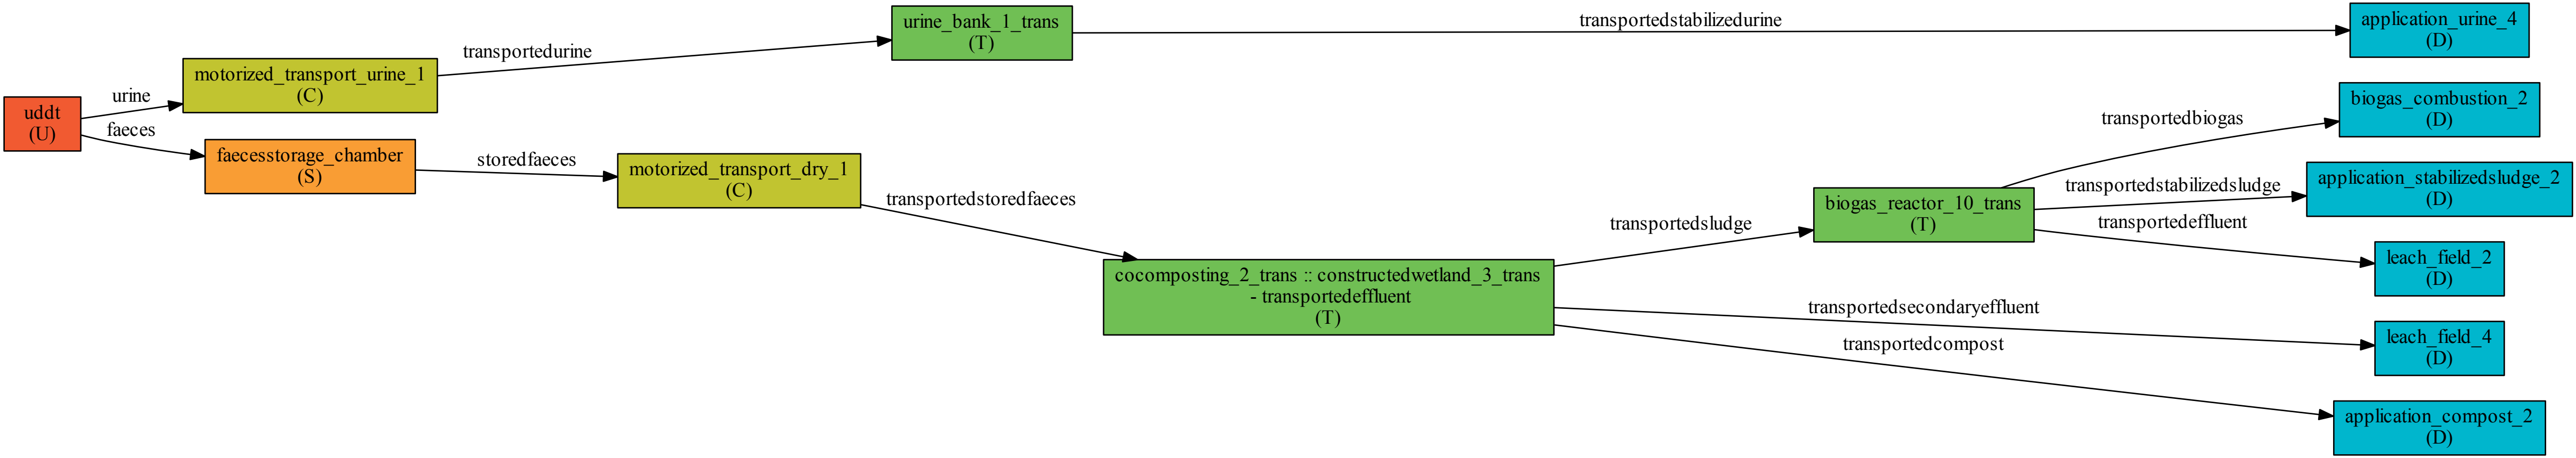 uddt
(U)
urine
faeces
motorized_transport_urine_1
(C)
faecesstorage_chamber
(S)
transportedurine
storedfaeces
urine_bank_1_trans
(T)
motorized_transport_dry_1
(C)
transportedstoredfaeces
transportedstabilizedurine
cocomposting_2_trans :: constructedwetland_3_trans
- transportedeffluent
(T)
transportedsludge
transportedsecondaryeffluent
transportedcompost
biogas_reactor_10_trans
(T)
transportedbiogas
transportedstabilizedsludge
transportedeffluent
application_urine_4
(D)
biogas_combustion_2
(D)
application_stabilizedsludge_2
(D)
leach_field_2
(D)
leach_field_4
(D)
application_compost_2
(D)